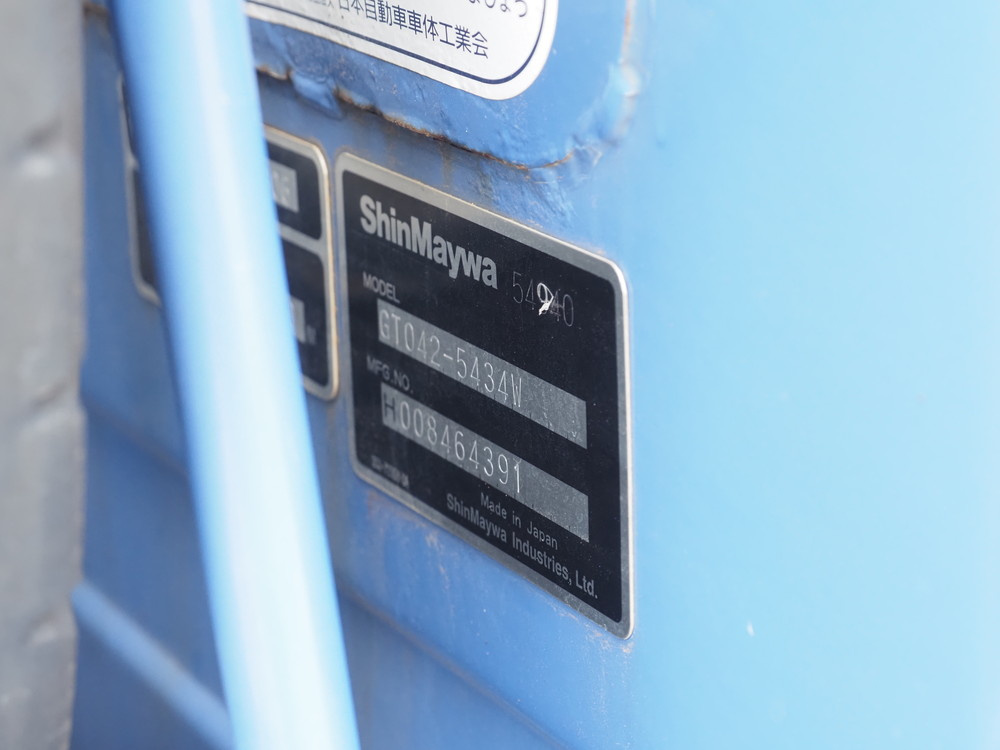 日本自動車車体工業会
ShinMaywa
MODEL
GT042-5434W
MFG.NO.
H008464391
Made in Japan
ShinMaywa Industries, Ltd.